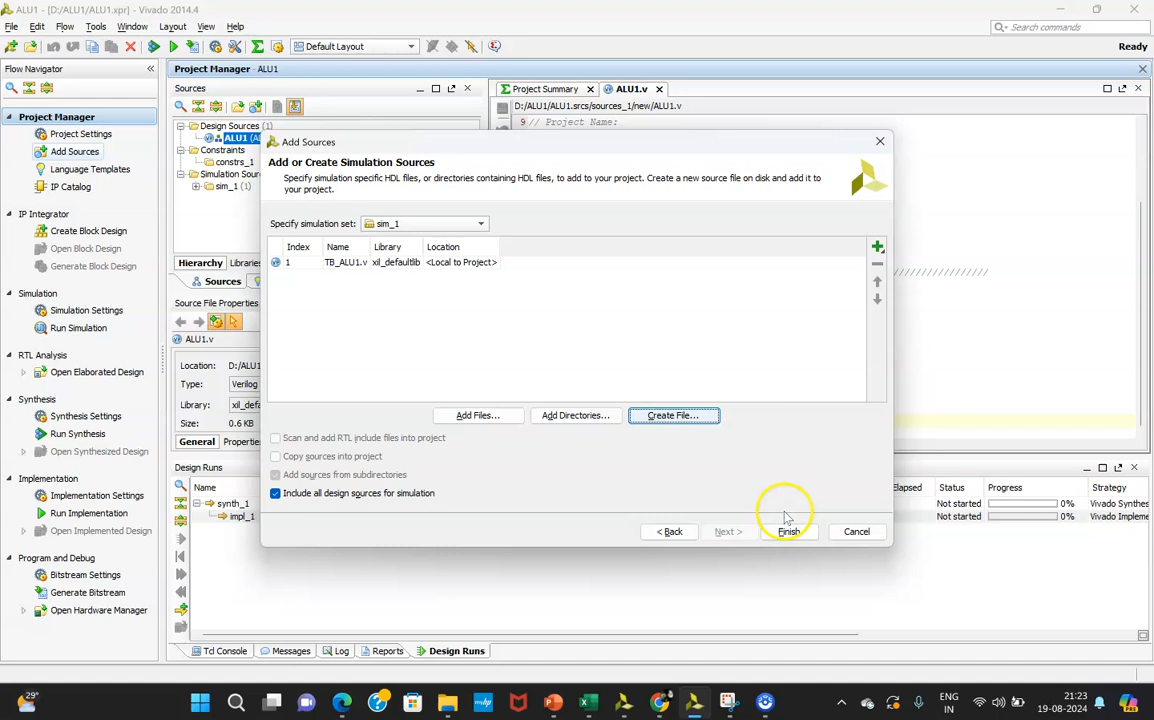 ALU1 - [D:/ALU1/ALU1.xpr] - Vivado 2014.4
File Edit Flow Tools Window Layout View Help
Search commands
Default Layout
Ready
Flow Navigator
Project Manager - ALU1
Project Manager
Project Settings
Add Sources
Language Templates
IP Catalog
IP Integrator
Create Block Design
Open Block Design
Generate Block Design
Simulation
Simulation Settings
Run Simulation
RTL Analysis
Open Elaborated Design
Synthesis
Synthesis Settings
Run Synthesis
Open Synthesized Design
Implementation
Implementation Settings
Run Implementation
Open Implemented Design
Program and Debug
Bitstream Settings
Generate Bitstream
Open Hardware Manager
Sources
Design Sources (1)
ALU1
Constraints
constrs_1
Simulation Sour
sim_1 (1)
Hierarchy Libraries
Sources
Source File Properties
ALU1.v
Location: D:/ALU1
Type: Verilog
Library: xil_defa
Size: 0.6 KB
General Properties
Project Summary ALU1.v
D:/ALU1/ALU1.srcs/sources_1/new/ALU1.v
9 // Project Name:
/////////////////
Add Sources
Add or Create Simulation Sources
Specify simulation specific HDL files, or directories containing HDL files, to add to your project. Create a new source file on disk and add it to
your project.
Specify simulation set: sim_1
Index Name Library Location
1 TB_ALU1.v xil_defaultlib <Local to Project>
Add Files... Add Directories... Create File...
Scan and add RTL include files into project
Copy sources into project
Add sources from subdirectories
Include all design sources for simulation
< Back Next > Finish Cancel
Design Runs
Name Elapsed Status Progress Strategy
synth_1 Not started 0% Vivado Synthes
impl_1 Not started 0% Vivado Impleme
Tcl Console Messages Log Reports Design Runs
29°
ENG
IN
21:23
19-08-2024